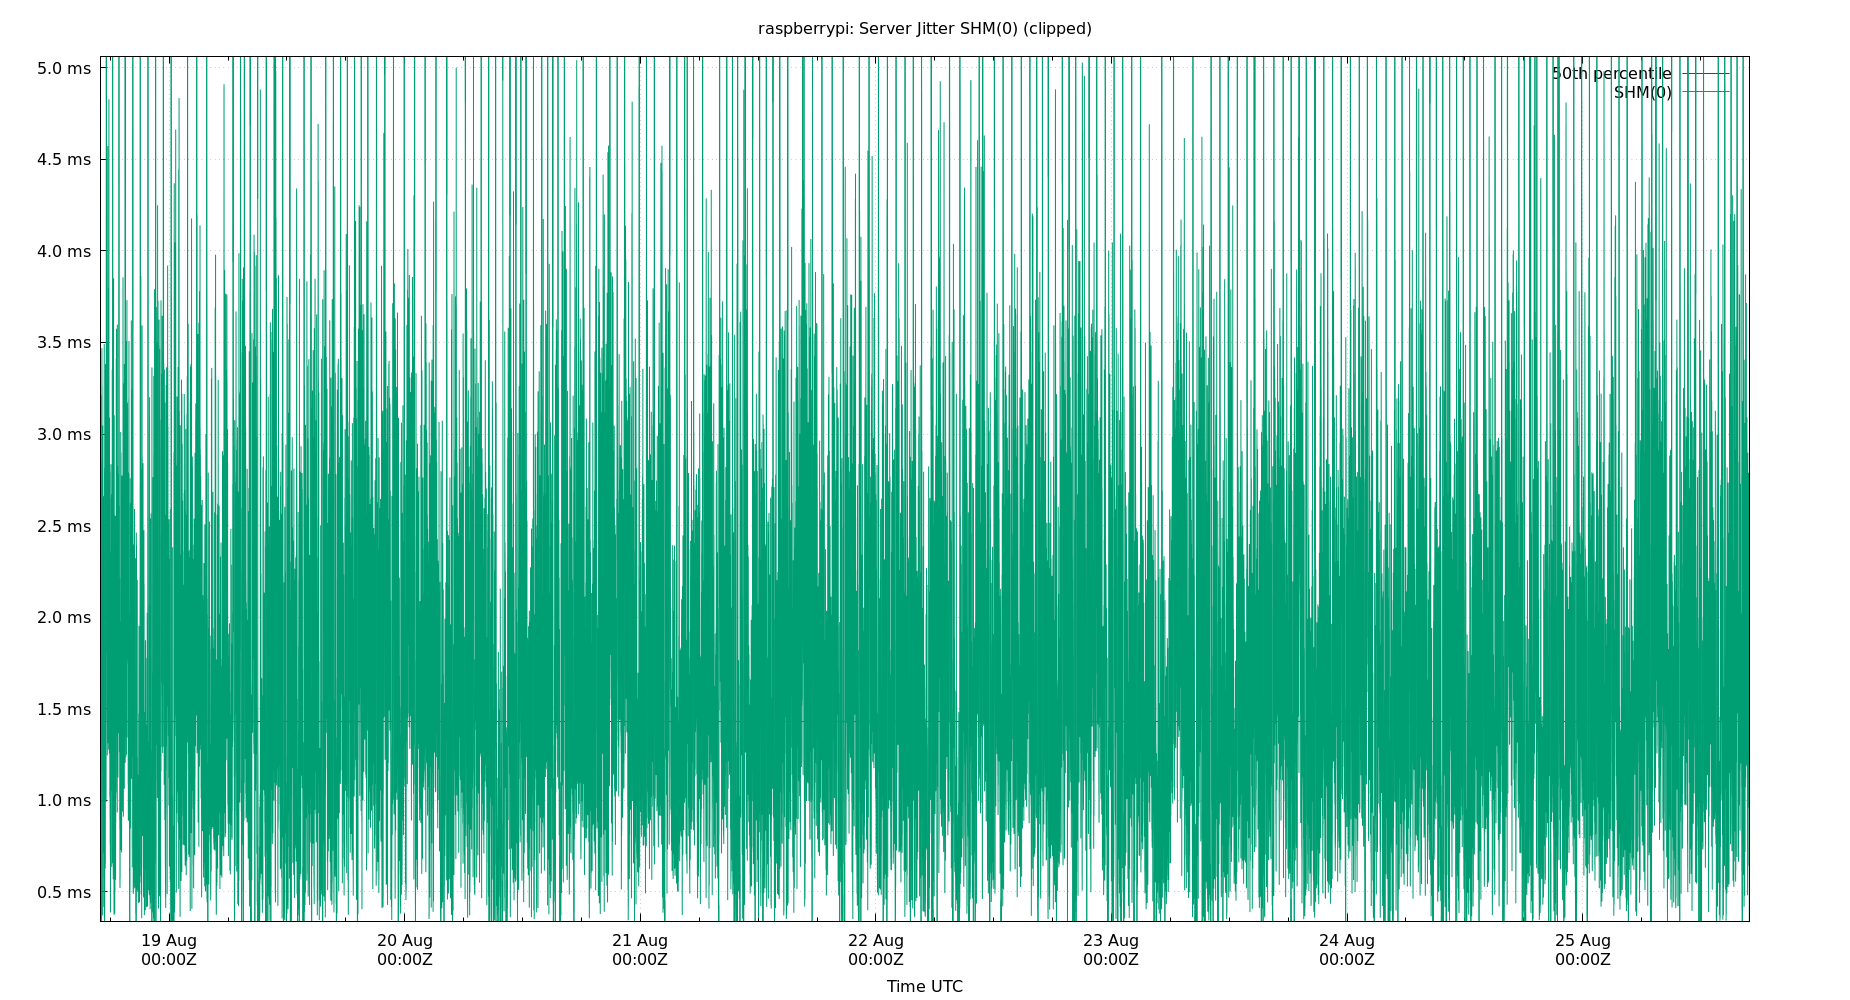 raspberrypi: Server Jitter SHM(0) (clipped)
5.0 ms
4.5 ms
4.0 ms
3.5 ms
3.0 ms
2.5 ms
2.0 ms
1.5 ms
1.0 ms
0.5 ms
50th percentile
SHM(0)
19 Aug
00:00Z
20 Aug
00:00Z
21 Aug
00:00Z
22 Aug
00:00Z
23 Aug
00:00Z
24 Aug
00:00Z
25 Aug
00:00Z
Time UTC